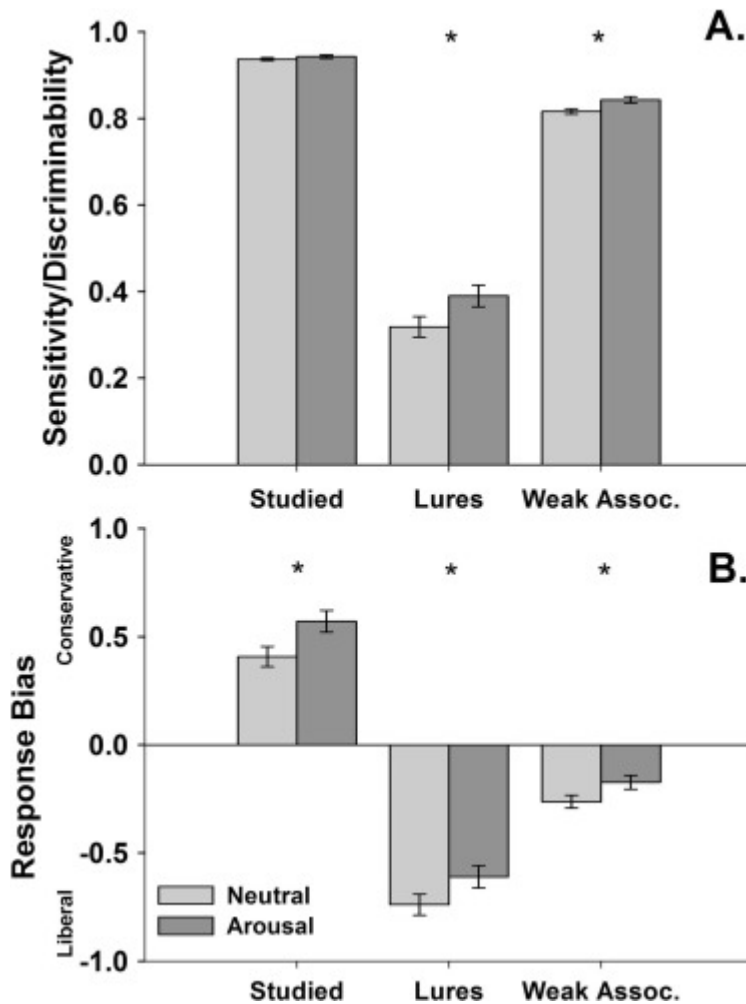 A.
* *
Sensitivity/Discriminability
1.0
0.8
0.6
0.4
0.2
0.0
Studied Lures Weak Assoc.
B.
* * *
Response Bias
Conservative
Liberal
1.0
0.5
0.0
-0.5
-1.0
Neutral
Arousal
Studied Lures Weak Assoc.